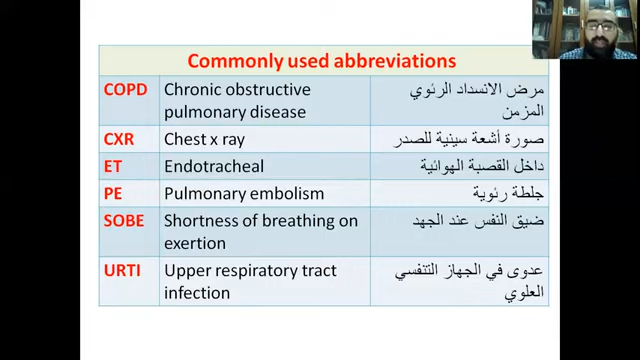 Commonly used abbreviations
COPD Chronic obstructive مرض الانسداد الرئوي
pulmonary disease المزمن
CXR Chest x ray صورة أشعة سينية للصدر
ET Endotracheal داخل القصبة الهوائية
PE Pulmonary embolism جلطة رئوية
SOBE Shortness of breathing on ضيق النفس عند الجهد
exertion
URTI Upper respiratory tract عدوى في الجهاز التنفسي
infection العلوي